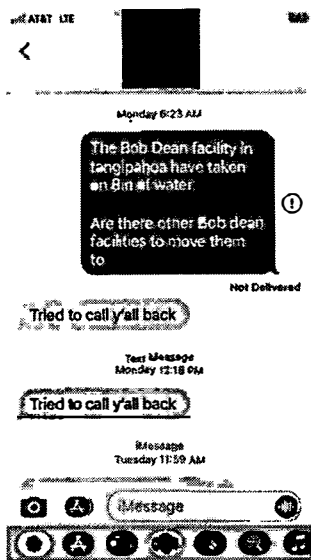 AT&T LTE
Monday 6:23 AM
The Bob Dean facility in
tangipahoa have taken
on 8in of water.
Are there other Bob dean
facilities to move them
to
Not Delivered
Tried to call y'all back
Text Message
Monday 12:18 PM
Tried to call y'all back
iMessage
Tuesday 11:59 AM
iMessage